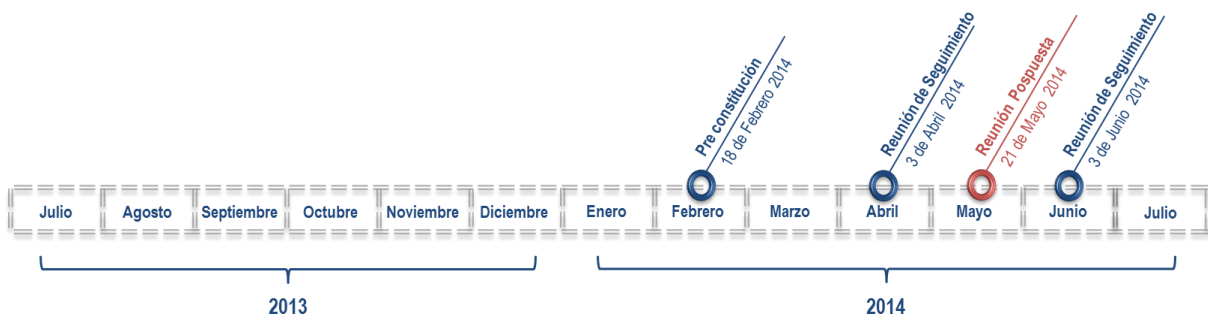 Pre constitución
18 de Febrero 2014
Reunión de Seguimiento
3 de Abril 2014
Reunión Pospuesta
21 de Mayo 2014
Reunión de Seguimiento
3 de Junio 2014
Julio
Agosto
Septiembre
Octubre
Noviembre
Diciembre
Enero
Febrero
Marzo
Abril
Mayo
Junio
Julio
2013
2014